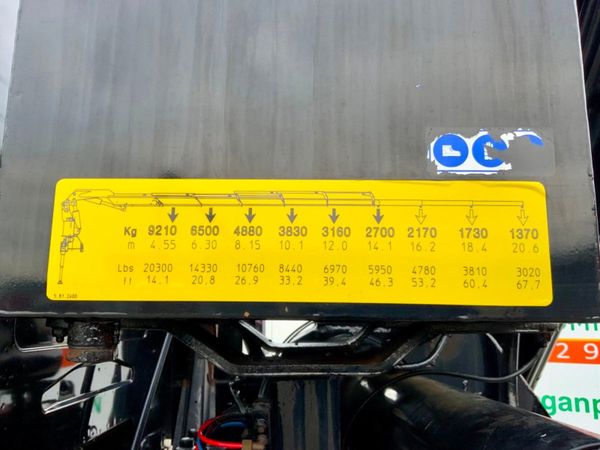 Kg 9210 6500 4880 3830 3160 2700 2170 1730 1370
m 4.55 6.30 8.15 10.1 12.0 14.1 16.2 18.4 20.6
Lbs 20300 14330 10760 8440 6970 5950 4780 3810 3020
ft 14.1 20.8 26.9 33.2 39.4 46.3 53.2 60.4 67.7
M
2 9
ganp